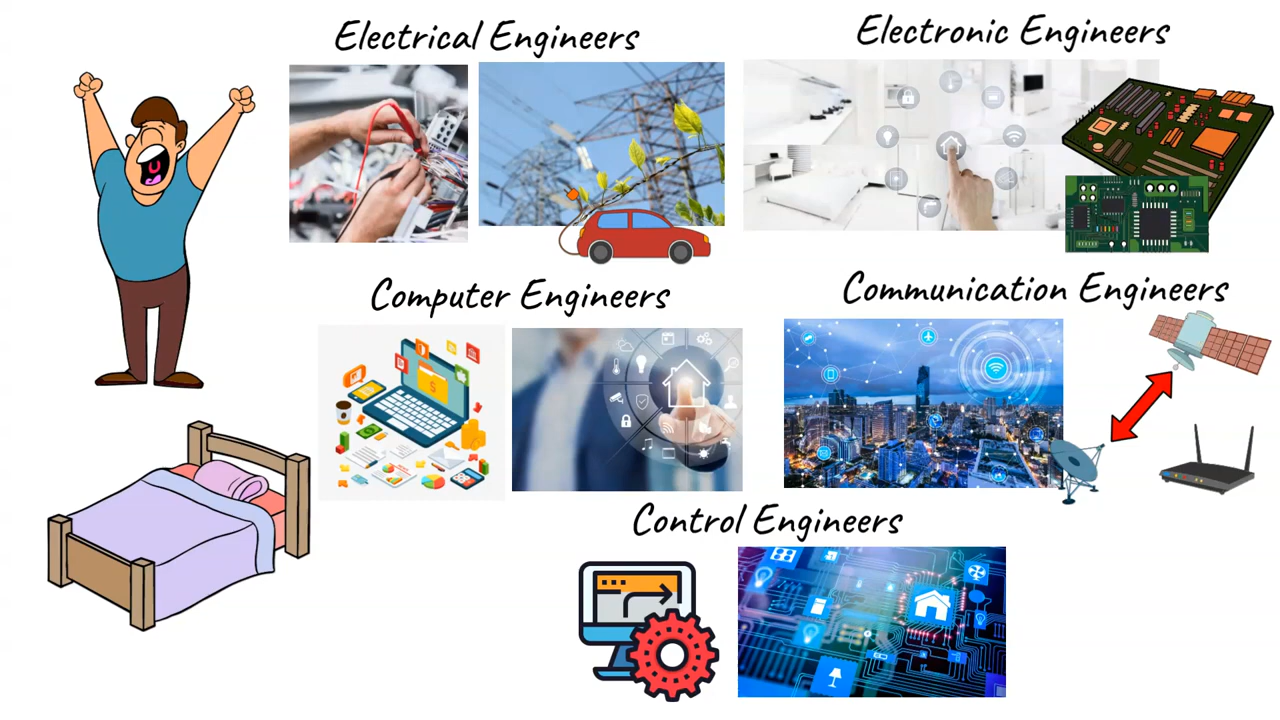 Electrical Engineers
Electronic Engineers
Computer Engineers
Communication Engineers
Control Engineers